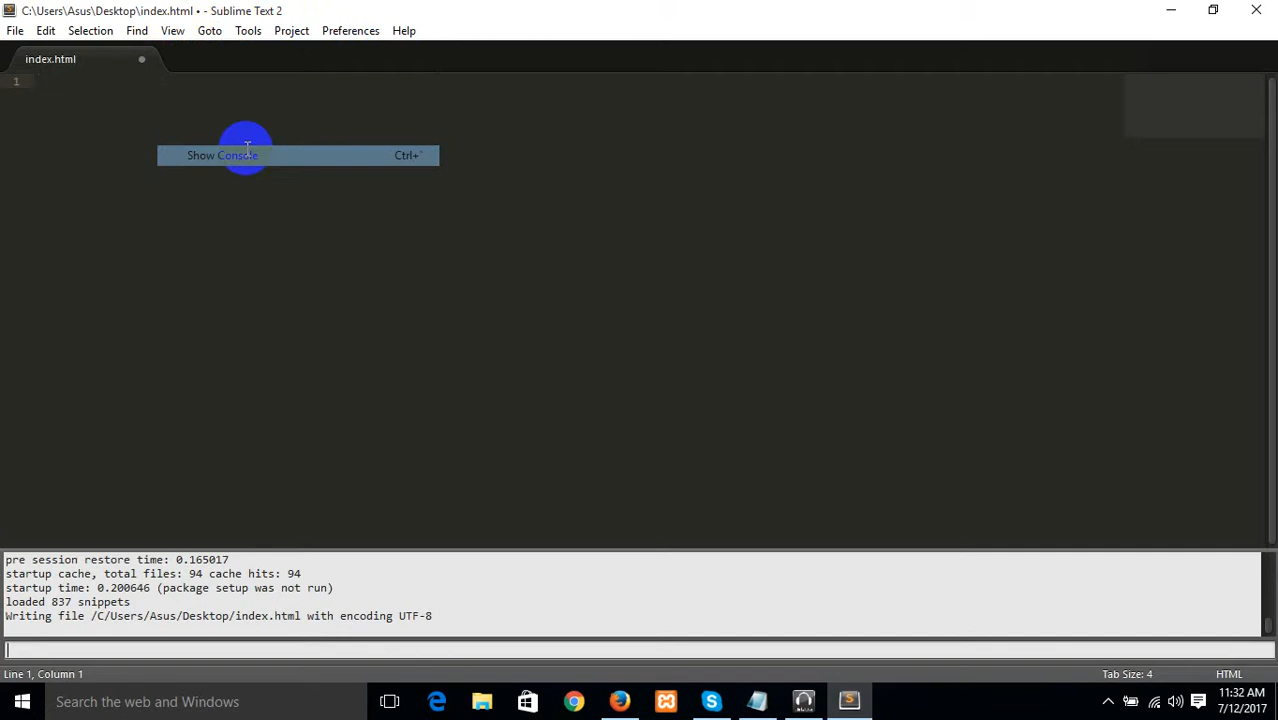 C:\Users\Asus\Desktop\index.html • - Sublime Text 2
File Edit Selection Find View Goto Tools Project Preferences Help
index.html
1
Show Console Ctrl+`
pre session restore time: 0.165017
startup cache, total files: 94 cache hits: 94
startup time: 0.200646 (package setup was not run)
loaded 837 snippets
Writing file /C/Users/Asus/Desktop/index.html with encoding UTF-8
Line 1, Column 1 Tab Size: 4 HTML
Search the web and Windows
11:32 AM
7/12/2017